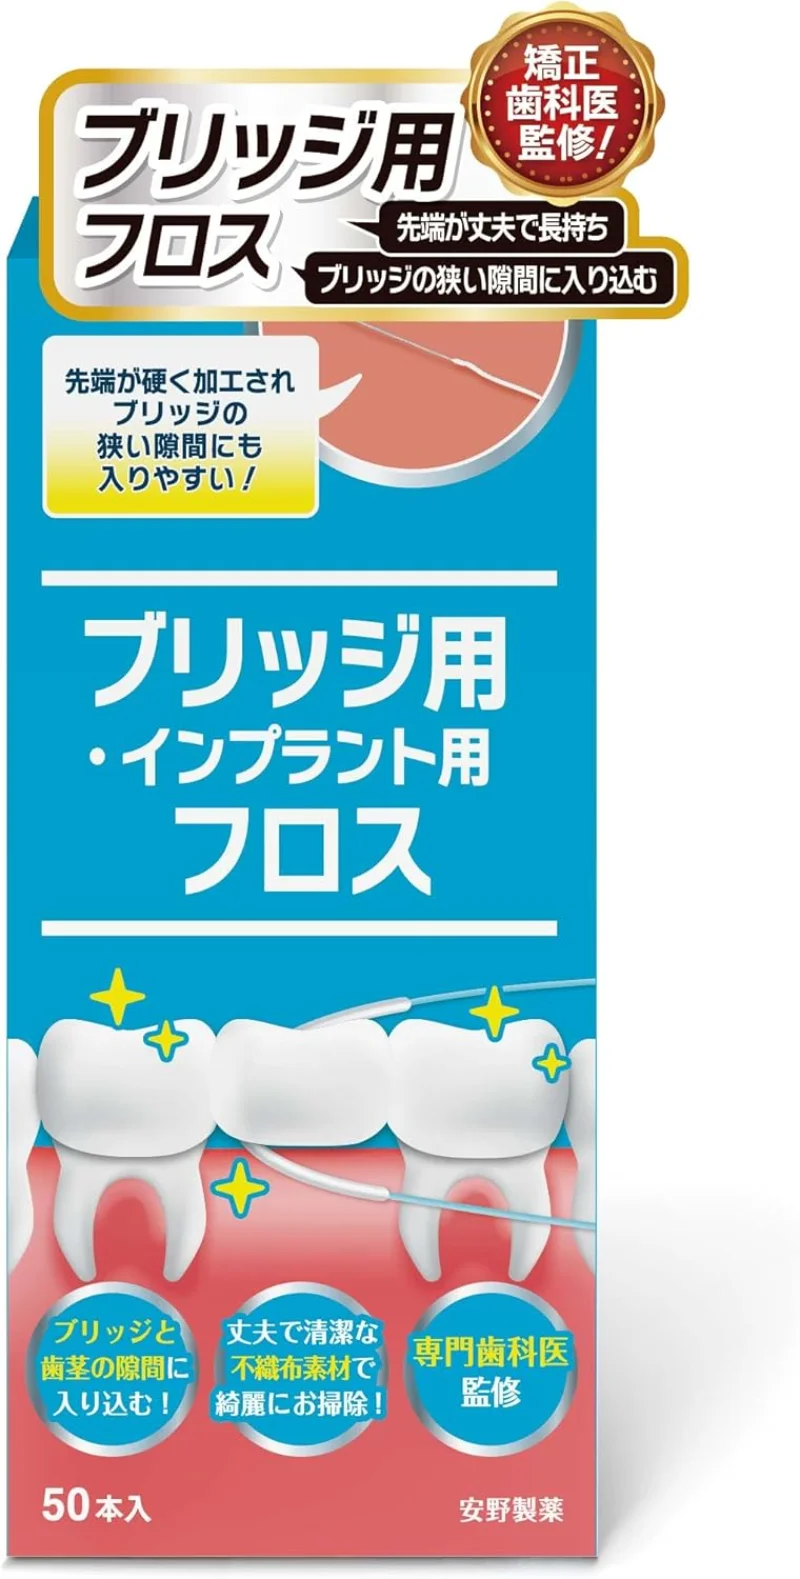 矯正
歯科医
監修!
ブリッジ用
フロス
先端が丈夫で長持ち
ブリッジの狭い隙間に入り込む
先端が硬く加工され
ブリッジの
狭い隙間にも
入りやすい!
ブリッジ用
・インプラント用
フロス
ブリッジと
歯茎の隙間に
入り込む!
丈夫で清潔な
不織布素材で
綺麗にお掃除!
専門歯科医
監修
50本入
安野製薬